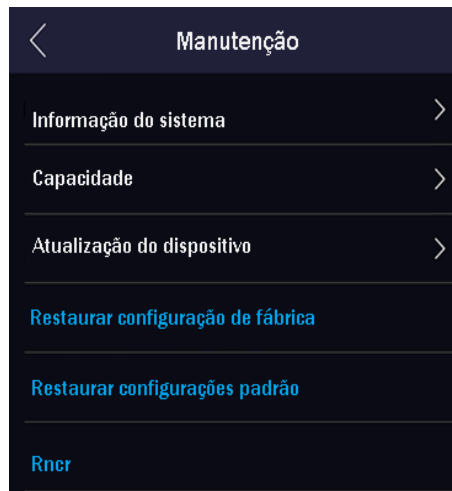 Manutenção
Informação do sistema
Capacidade
Atualização do dispositivo
Restaurar configuração de fábrica
Restaurar configurações padrão
Rncr